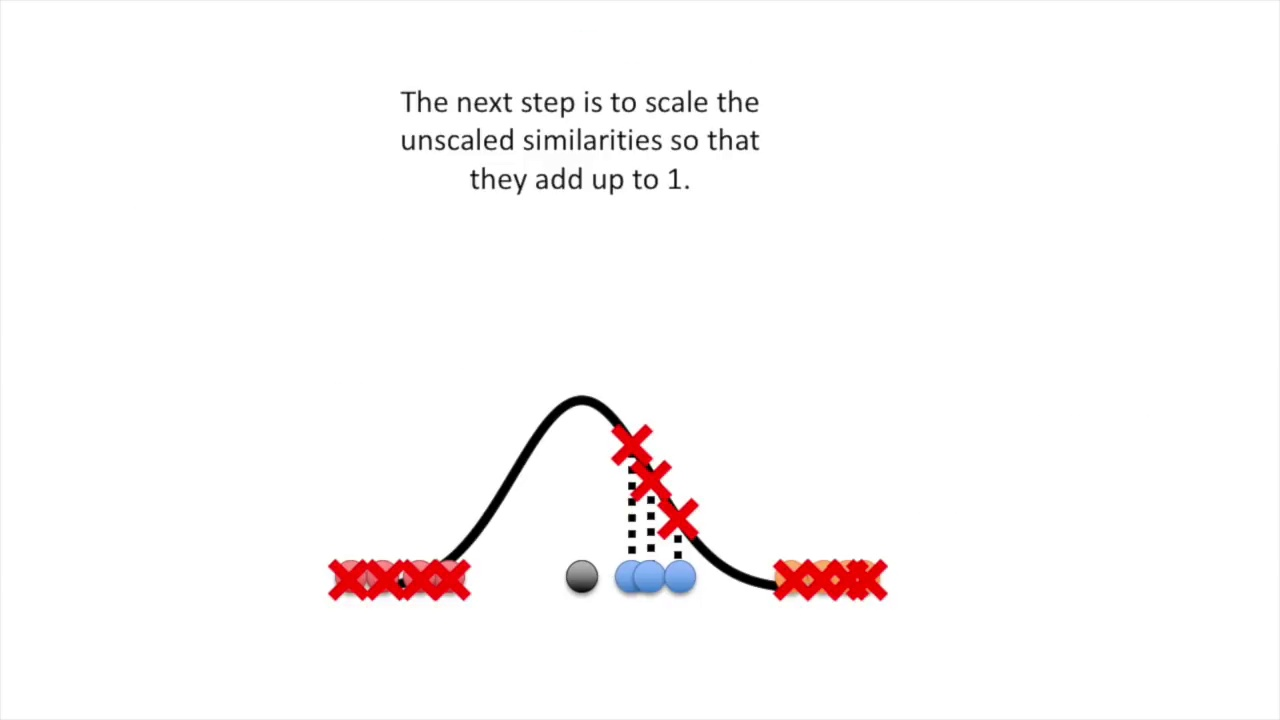 The next step is to scale the
unscaled similarities so that
they add up to 1.